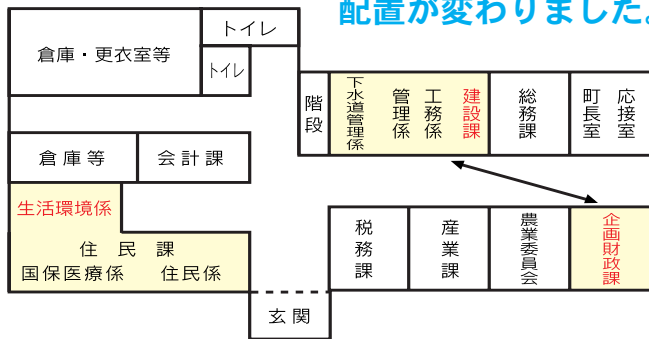 配置が変わりました。
トイレ
倉庫・更衣室等
トイレ
階段
下水道管理係
管理係
工務係
建設課
総務課
町長室
応接室
倉庫等
会計課
生活環境係
住民課
国保医療係 住民係
税務課
産業課
農業委員会
企画財政課
玄関